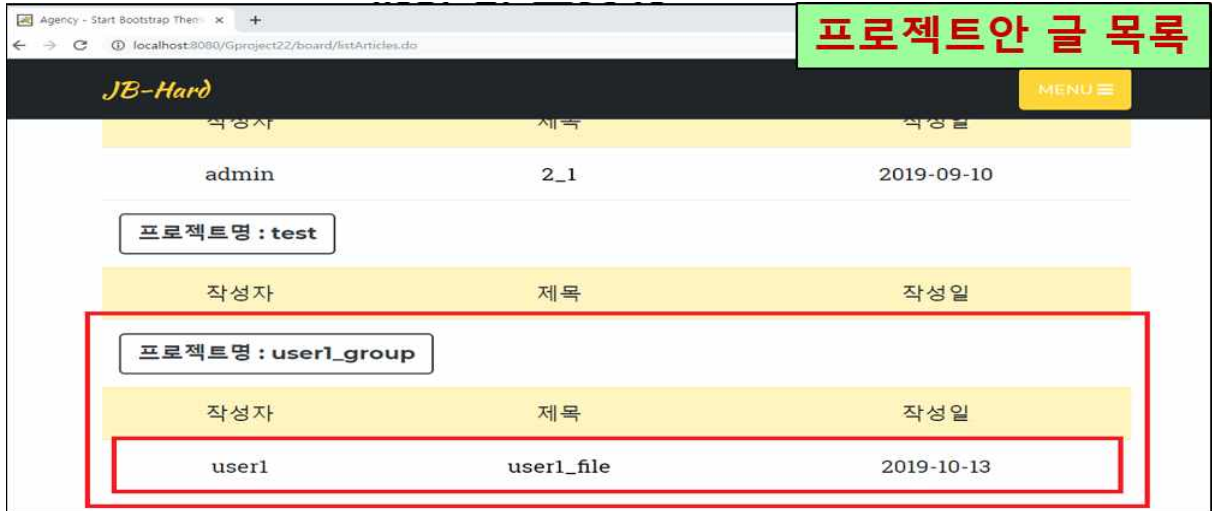 Agency - Start Bootstrap Them
localhost:8080/Gproject22/board/listArticles.do
프로젝트안 글 목록
JB-Hard
MENU
작성자 제목 작성일
admin 2_1 2019-09-10
프로젝트명 : test
작성자 제목 작성일
프로젝트명 : user1_group
작성자 제목 작성일
user1 user1_file 2019-10-13